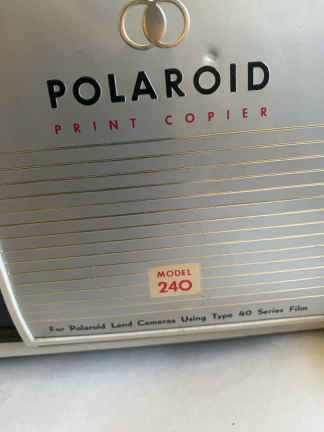 POLAROID
PRINT COPIER
MODEL
240
For Polaroid Land Cameras Using Type 40 Series Film